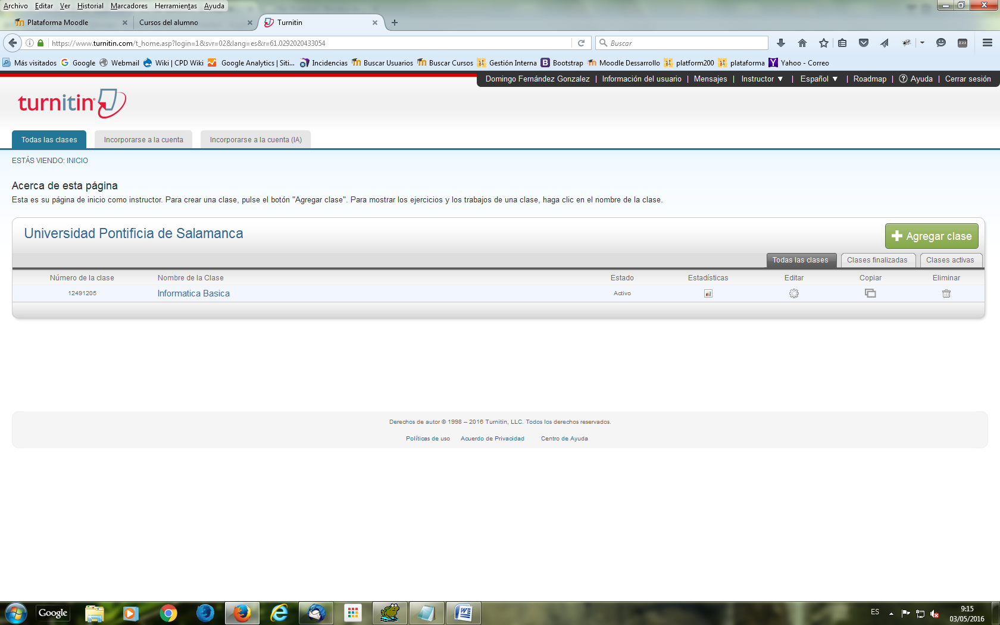 Archivo Editar Ver Historial Marcadores Herramientas Ayuda
Plataforma Moodle Cursos del alumno Turnitin
https://www.turnitin.com/t_home.asp?login=1&svr=02&lang=es&r=61.0292020433054 Buscar
Más visitados Google Webmail Wiki | CPD Wiki Google Analytics | Siti... Incidencias Buscar Usuarios Buscar Cursos Gestión Interna B Bootstrap Moodle Dessarrollo platform200 plataforma Y Yahoo - Correo
Domingo Fernández Gonzalez | Información del usuario | Mensajes | Instructor ▼ | Español ▼ | Roadmap | ? Ayuda | Cerrar sesión
turnitin
Todas las clases Incorporarse a la cuenta Incorporarse a la cuenta (IA)
ESTÁS VIENDO: INICIO
Acerca de esta página
Esta es su página de inicio como instructor. Para crear una clase, pulse el botón "Agregar clase". Para mostrar los ejercicios y los trabajos de una clase, haga clic en el nombre de la clase.
Universidad Pontificia de Salamanca
Agregar clase
Todas las clases Clases finalizadas Clases activas
Número de la clase Nombre de la Clase Estado Estadísticas Editar Copiar Eliminar
12491205 Informatica Basica Activo
Derechos de autor © 1998 – 2016 Turnitin, LLC. Todos los derechos reservados.
Políticas de uso Acuerdo de Privacidad Centro de Ayuda
Google ES 9:15
03/05/2016